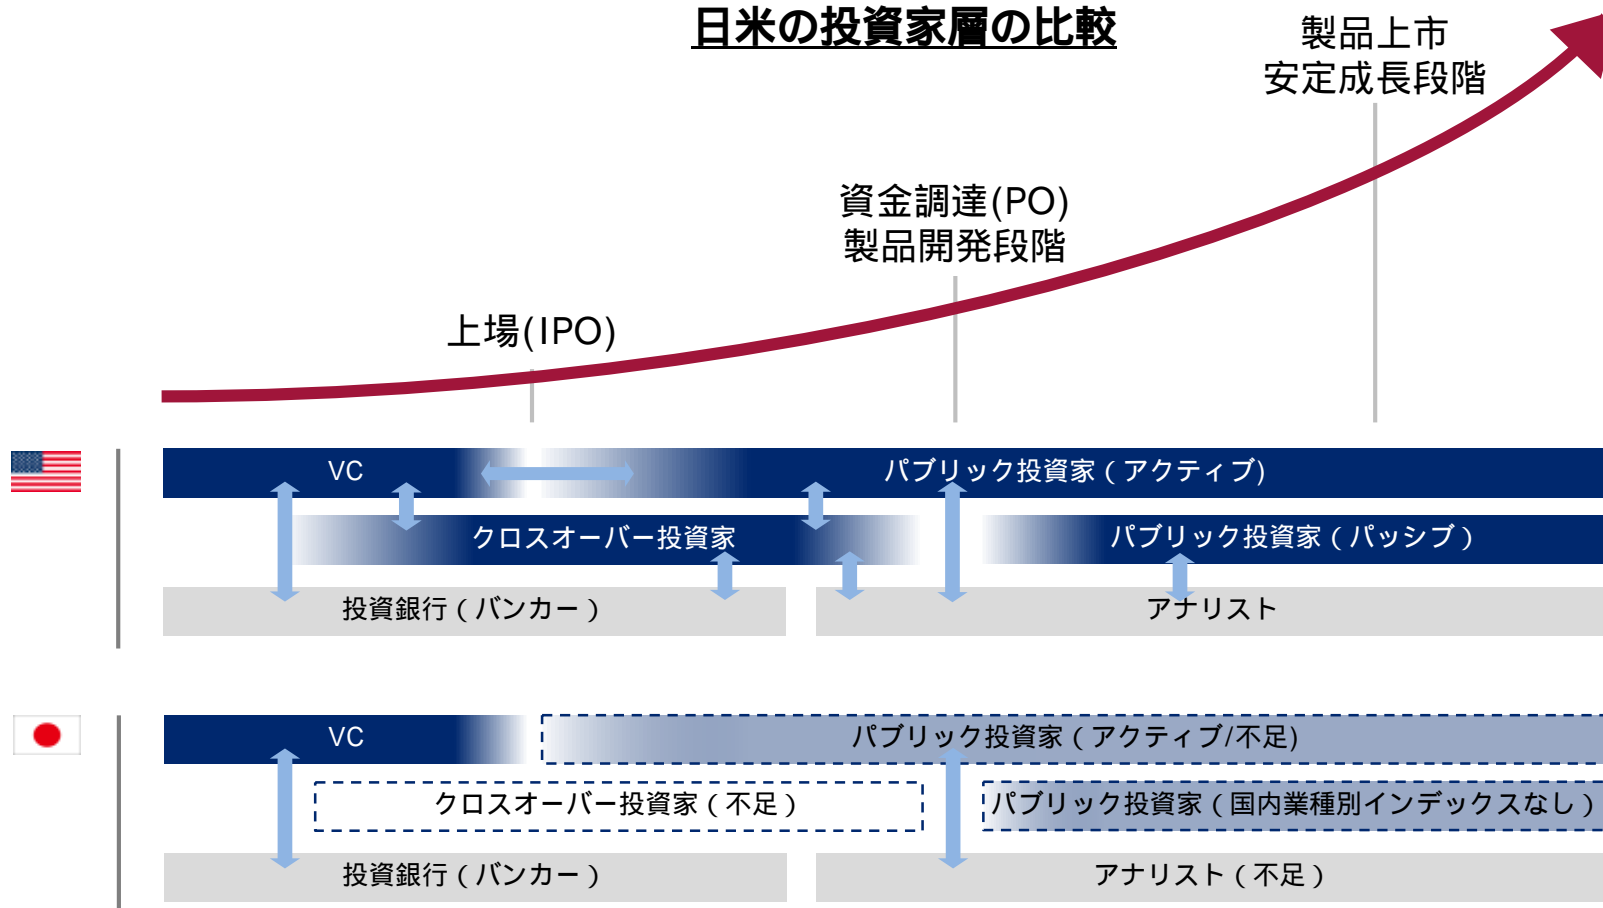 日米の投資家層の比較
製品上市
安定成長段階
資金調達(PO)
製品開発段階
上場(IPO)
VC
パブリック投資家（アクティブ)
クロスオーバー投資家
パブリック投資家（パッシブ）
投資銀行（バンカー）
アナリスト
VC
パブリック投資家（アクティブ/不足)
クロスオーバー投資家（不足）
パブリック投資家（国内業種別インデックスなし）
投資銀行（バンカー）
アナリスト（不足）